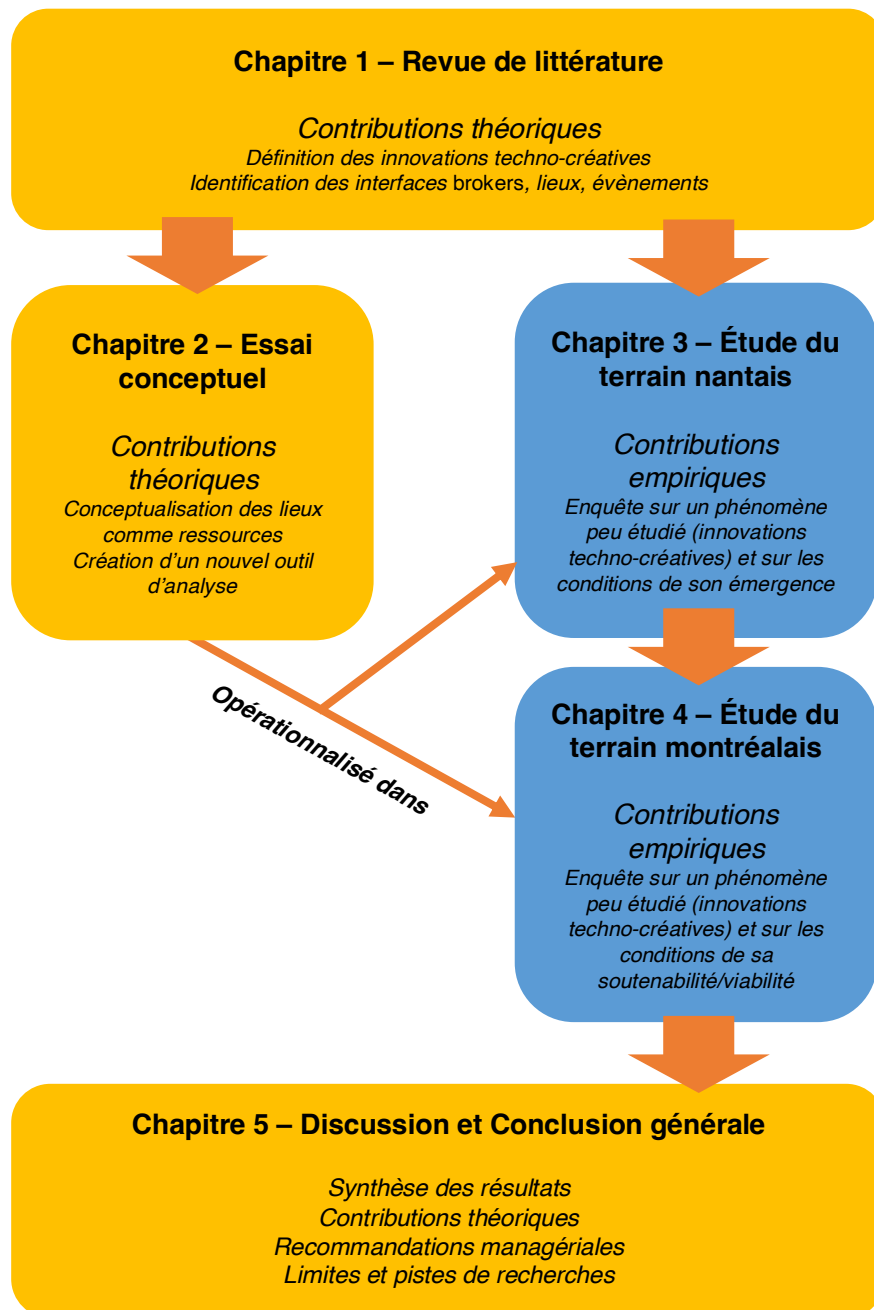 Chapitre 1 – Revue de littérature
Contributions théoriques
Définition des innovations techno-créatives
Identification des interfaces brokers, lieux, évènements
Chapitre 2 – Essai
conceptuel
Contributions
théoriques
Conceptualisation des lieux
comme ressources
Création d'un nouvel outil
d'analyse
Chapitre 3 – Étude du
terrain nantais
Contributions
empiriques
Enquête sur un phénomène
peu étudié (innovations
techno-créatives) et sur les
conditions de son émergence
Opérationnalisé dans
Chapitre 4 – Étude du
terrain montréalais
Contributions
empiriques
Enquête sur un phénomène
peu étudié (innovations
techno-créatives) et sur les
conditions de sa
soutenabilité/viabilité
Chapitre 5 – Discussion et Conclusion générale
Synthèse des résultats
Contributions théoriques
Recommandations managériales
Limites et pistes de recherches